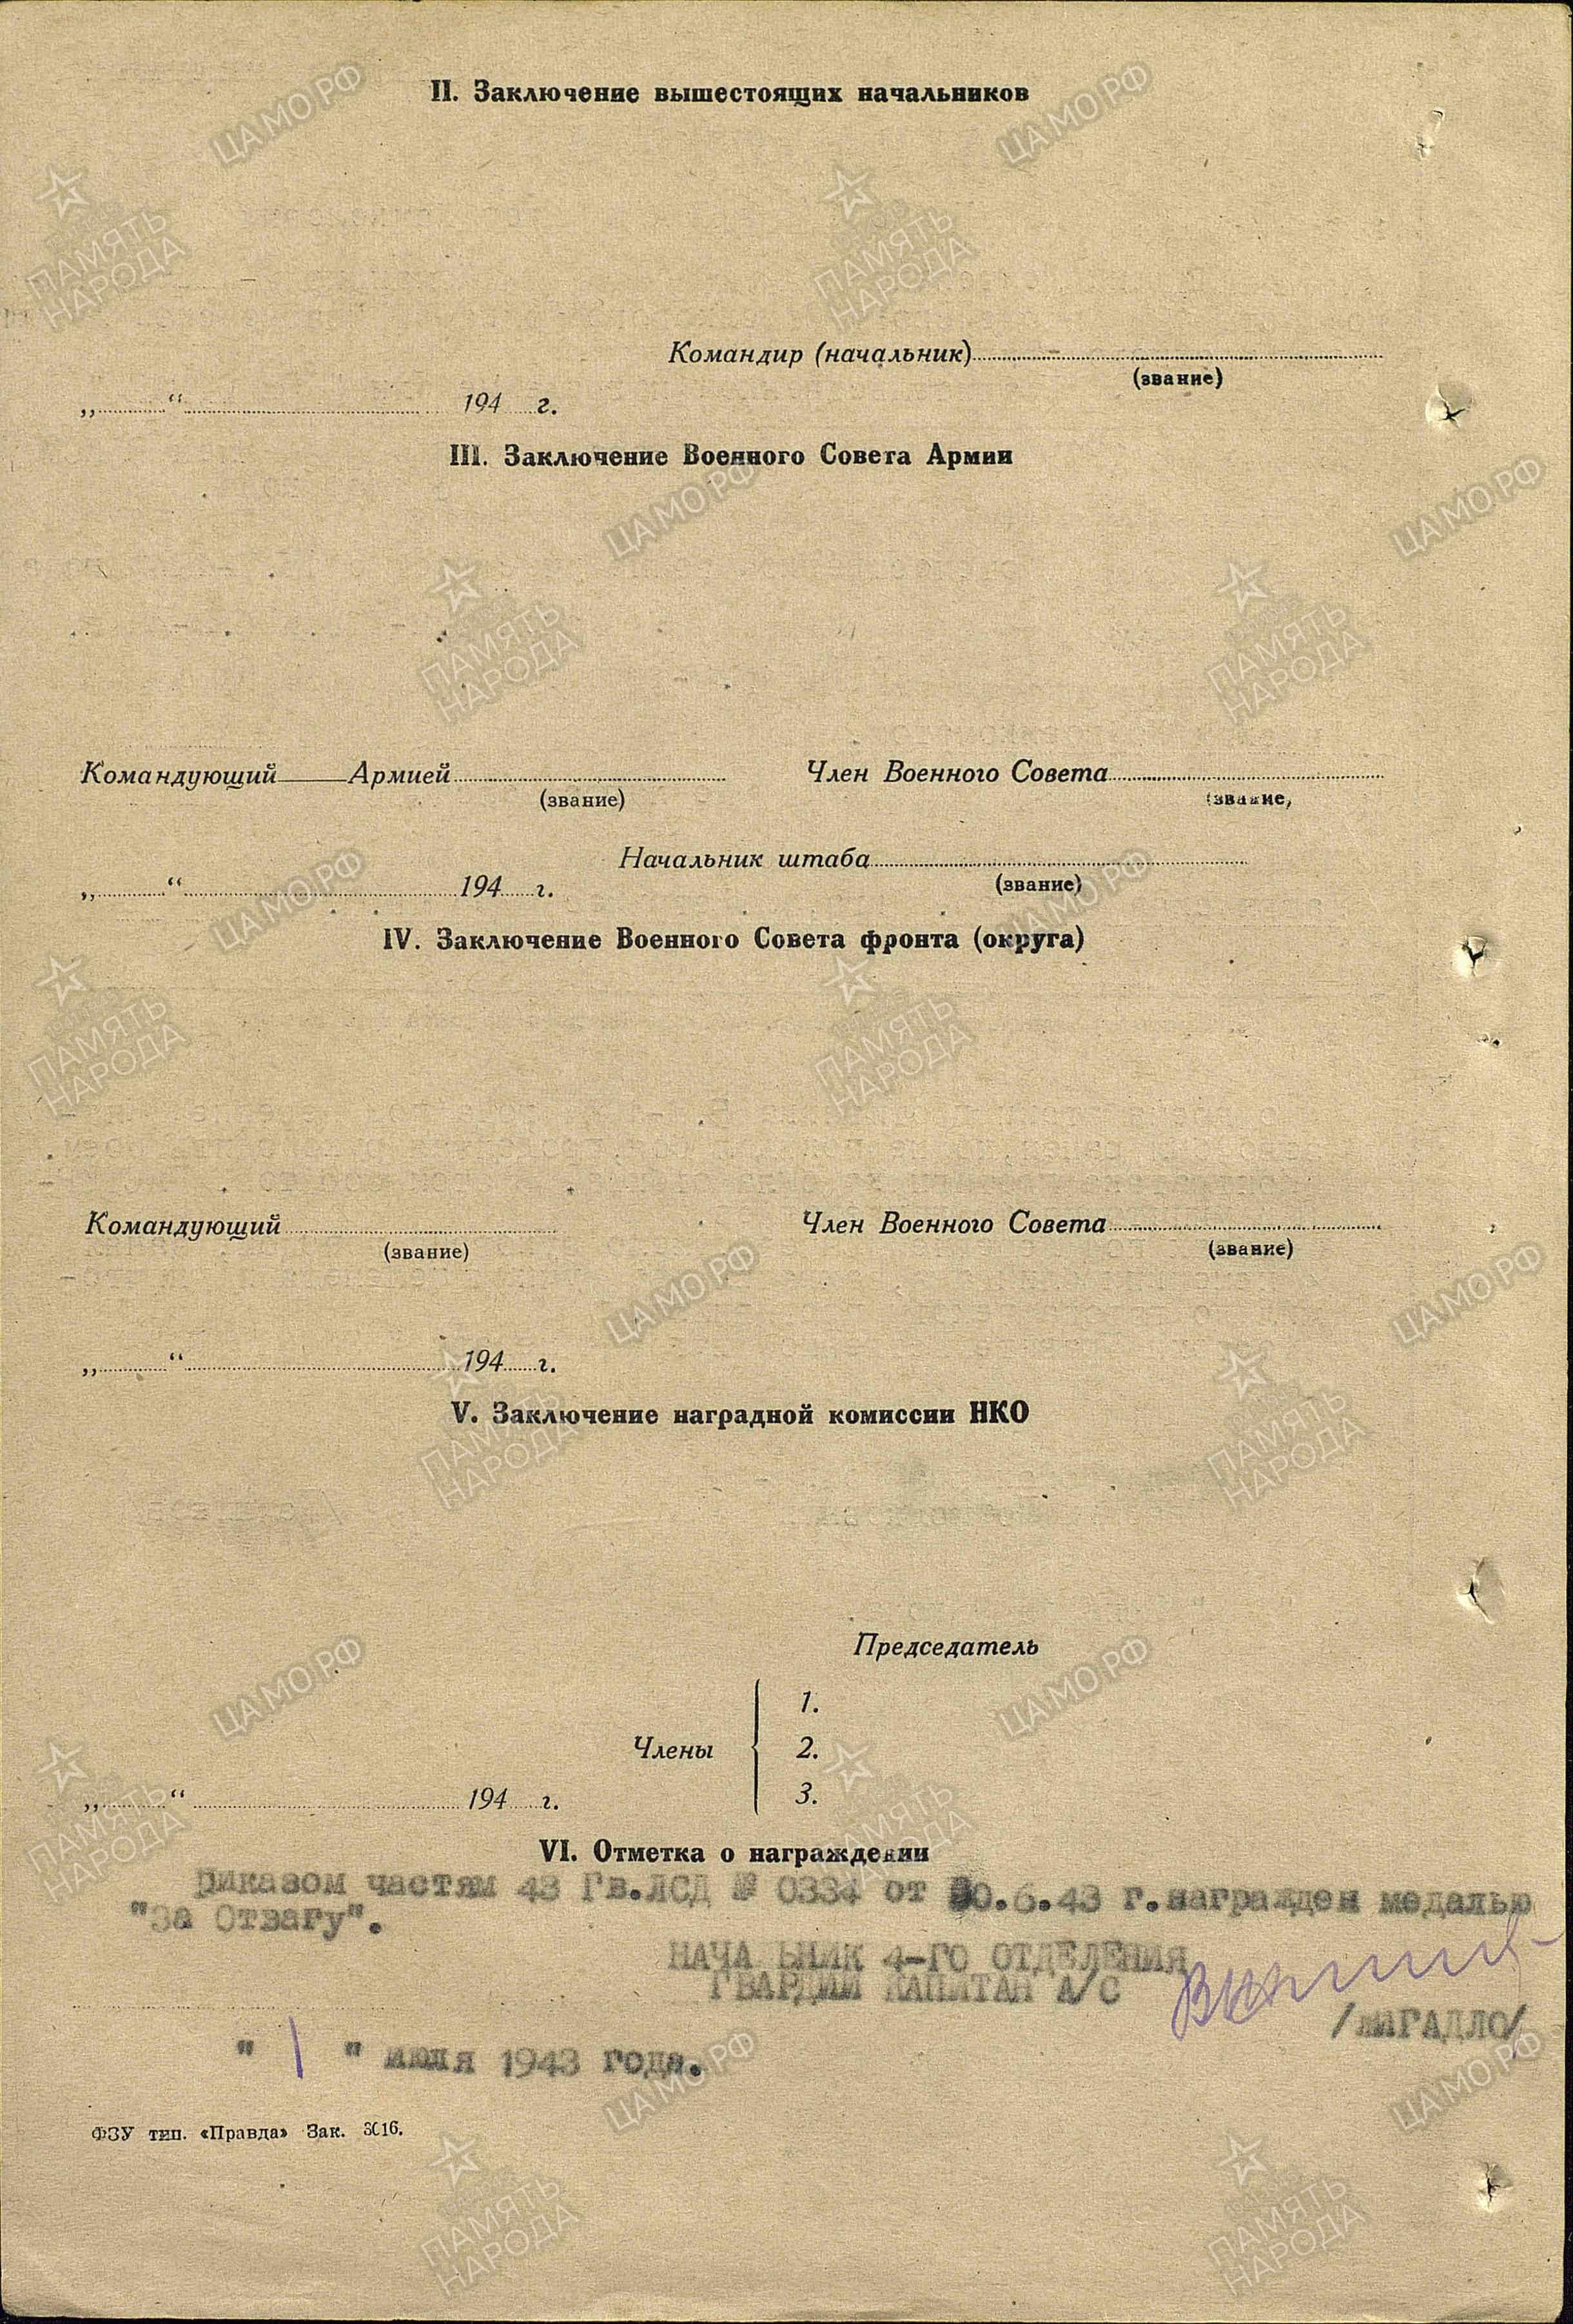 II. Заключение вышестоящих начальников
Командир (начальник)
(звание)
„ “ 194 г.
III. Заключение Военного Совета Армии
Командующий Армией Член Военного Совета
(звание) (звание)
Начальник штаба
(звание)
„ “ 194 г.
IV. Заключение Военного Совета фронта (округа)
Командующий Член Военного Совета
(звание) (звание)
„ “ 194 г.
V. Заключение наградной комиссии НКО
Председатель
1.
Члены 2.
3.
„ “ 194 г.
VI. Отметка о награждении
риказом частям 43 Гв.ЛСД № 0334 от 30.6.43 г. награжден медалью
"За Отвагу".
НАЧА ЬНИК 4-ГО ОТДЕЛЕНИЯ
ГВАРДИИ КАПИТАН А/С
" 1 " июля 1943 года.
ФЗУ тип. «Правда» Зак. 3016.
ЦАМО.РФ
ПАМЯТЬ
НАРОДА